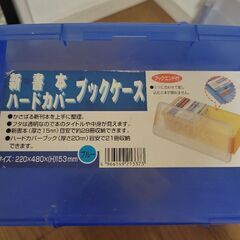 新書本
ハードカバーブックケース
ブックエンド付
●かさばる新刊本を上手に整理。
●フタは透明なので本のタイトルや中身が見えます。
●新書本（厚さ15㎜）目安で約28冊収納できます。
●ハードカバーブック（厚さ20㎜）目安で21冊収納
できます。
サイズ：220×480×(H)153㎜
ブルー
4966149213373